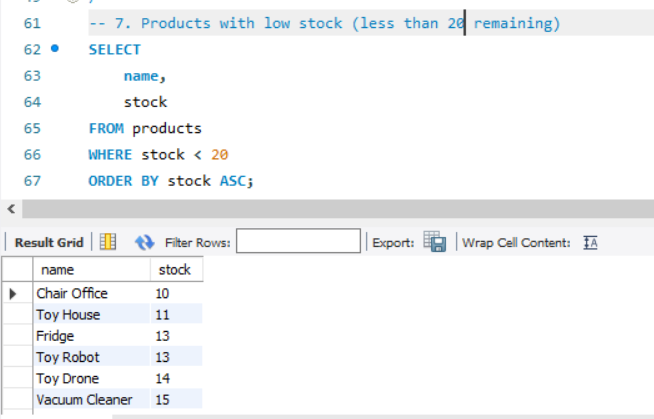 61 -- 7. Products with low stock (less than 20 remaining)
62 SELECT
63 name,
64 stock
65 FROM products
66 WHERE stock < 20
67 ORDER BY stock ASC;
Result Grid Filter Rows: Export: Wrap Cell Content: IA
name stock
Chair Office 10
Toy House 11
Fridge 13
Toy Robot 13
Toy Drone 14
Vacuum Cleaner 15